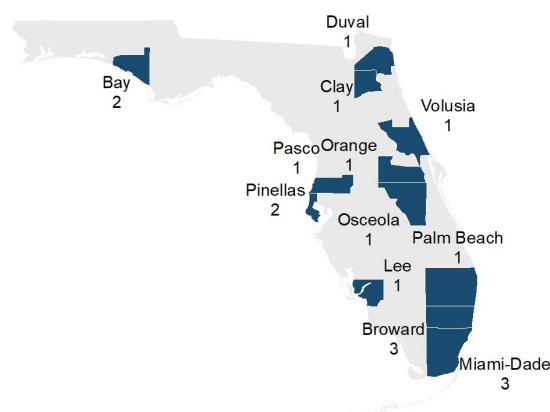 Duval
1
Bay
2
Clay
1
Volusia
1
Pasco
1
Orange
1
Pinellas
2
Osceola
1
Palm Beach
1
Lee
1
Broward
3
Miami-Dade
3